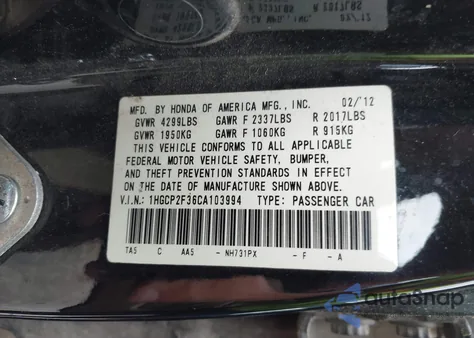 MFD. BY HONDA OF AMERICA MFG., INC. 02/'12
GVWR 4299LBS GAWR F 2337LBS R 2017LBS
GVWR 1950KG GAWR F 1060KG R 915KG
THIS VEHICLE CONFORMS TO ALL APPLICABLE
FEDERAL MOTOR VEHICLE SAFETY, BUMPER,
AND THEFT PREVENTION STANDARDS IN EFFECT
ON THE DATE OF MANUFACTURE SHOWN ABOVE.
V.I.N.: 1HGCP2F36CA103994 TYPE: PASSENGER CAR
C AA5 - NH731PX - F - A
autoSnap